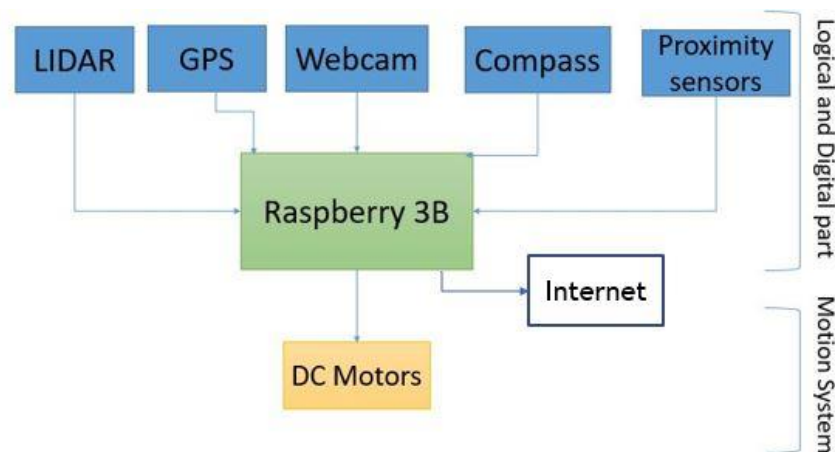 LIDAR
GPS
Webcam
Compass
Proximity
sensors
Raspberry 3B
Internet
DC Motors
Logical and Digital part
Motion System